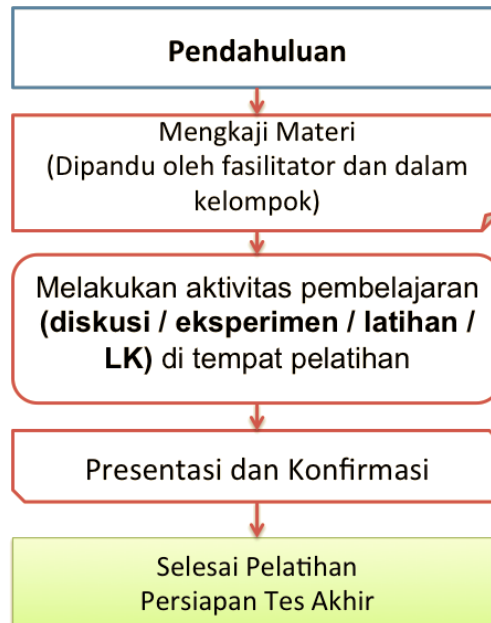 Pendahuluan
Mengkaji Materi
(Dipandu oleh fasilitator dan dalam
kelompok)
Melakukan aktivitas pembelajaran
(diskusi / eksperimen / latihan /
LK) di tempat pelatihan
Presentasi dan Konfirmasi
Selesai Pelatihan
Persiapan Tes Akhir